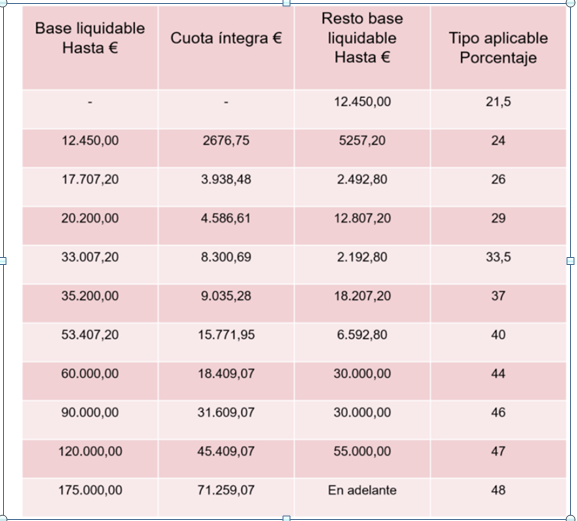 Base liquidable Hasta € | Cuota íntegra € | Resto base liquidable Hasta € | Tipo aplicable Porcentaje
- | - | 12.450,00 | 21,5
12.450,00 | 2676,75 | 5257,20 | 24
17.707,20 | 3.938,48 | 2.492,80 | 26
20.200,00 | 4.586,61 | 12.807,20 | 29
33.007,20 | 8.300,69 | 2.192,80 | 33,5
35.200,00 | 9.035,28 | 18.207,20 | 37
53.407,20 | 15.771,95 | 6.592,80 | 40
60.000,00 | 18.409,07 | 30.000,00 | 44
90.000,00 | 31.609,07 | 30.000,00 | 46
120.000,00 | 45.409,07 | 55.000,00 | 47
175.000,00 | 71.259,07 | En adelante | 48